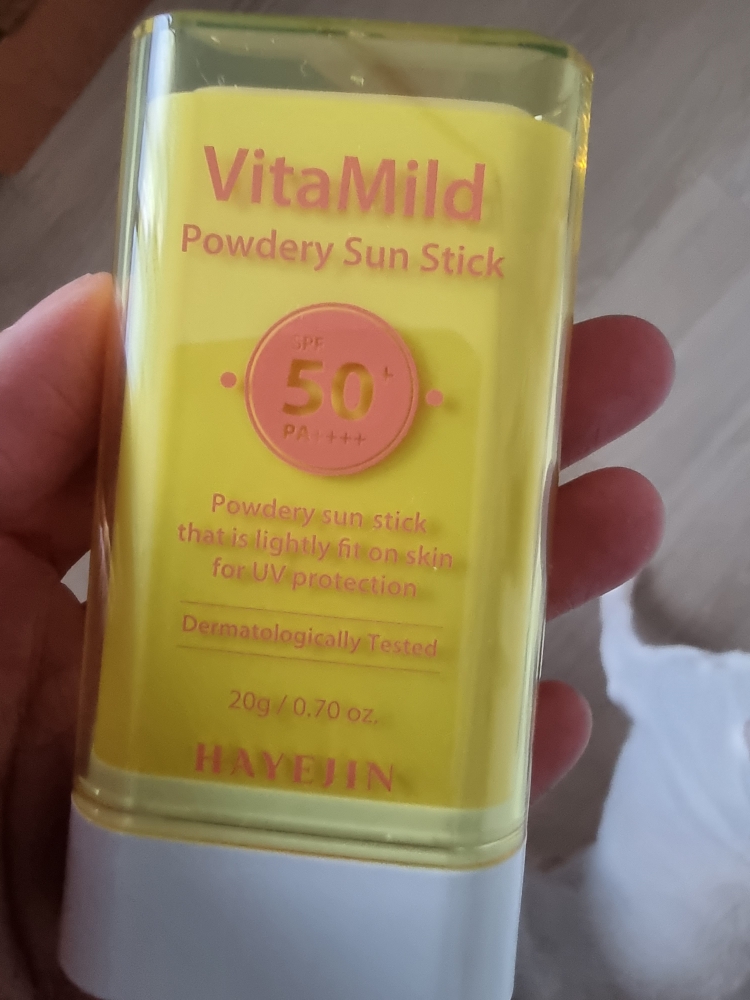 VitaMild
Powdery Sun Stick
SPF
50+
PA++++
Powdery sun stick
that is lightly fit on skin
for UV protection
Dermatologically Tested
20g / 0.70 oz.
HAYEJIN